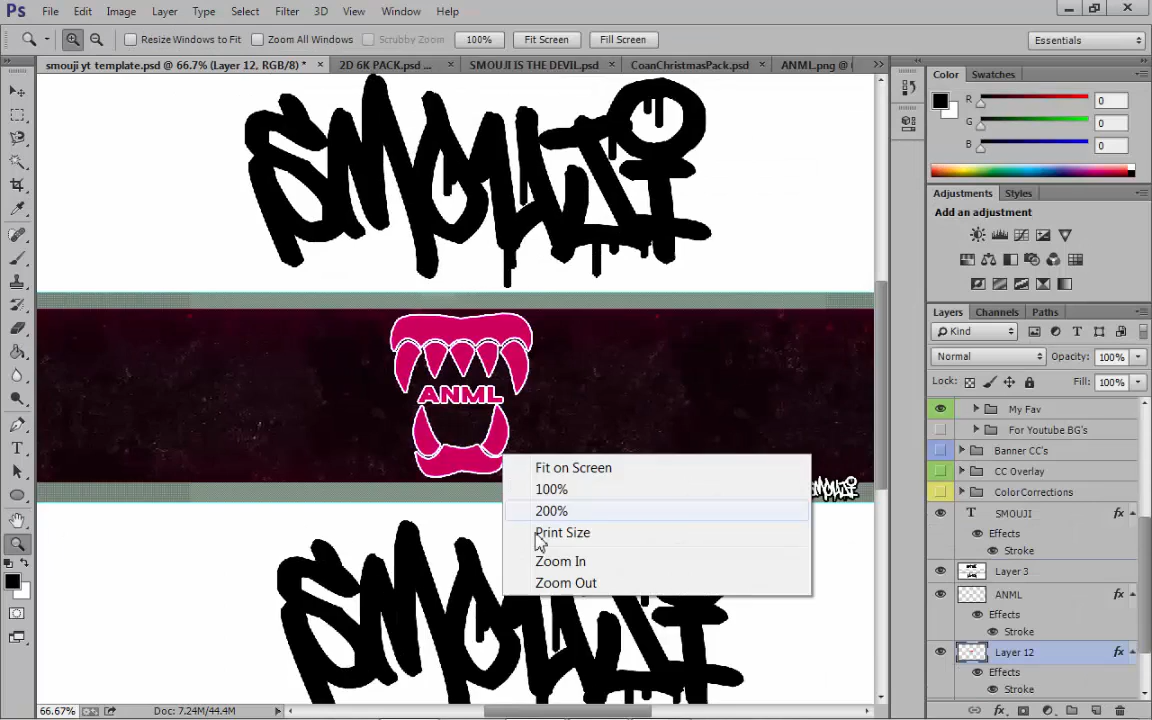 Ps File Edit Image Layer Type Select Filter 3D View Window Help
Resize Windows to Fit Zoom All Windows Scrubby Zoom 100% Fit Screen Fill Screen Essentials
smouji yt template.psd @ 66.7% (Layer 12, RGB/8) * × 2D 6K PACK.psd ... × SMOUJI IS THE DEVIL.psd × CoanChristmasPack.psd × ANML.png @ ( >>
Color Swatches
R 0
G 0
B 0
Adjustments Styles
Add an adjustment
Layers Channels Paths
Kind
Normal Opacity: 100%
Lock: Fill: 100%
My Fav
For Youtube BG's
Banner CC's
CC Overlay
ColorCorrections
T SMOUJI fx
Effects
Stroke
Layer 3
ANML fx
Effects
Stroke
Layer 12 fx
Effects
Stroke
SMOUJI
ANML
SMOUJI
Fit on Screen
100%
200%
Print Size
Zoom In
Zoom Out
SMOUJI
66.67% Doc: 7.24M/44.4M